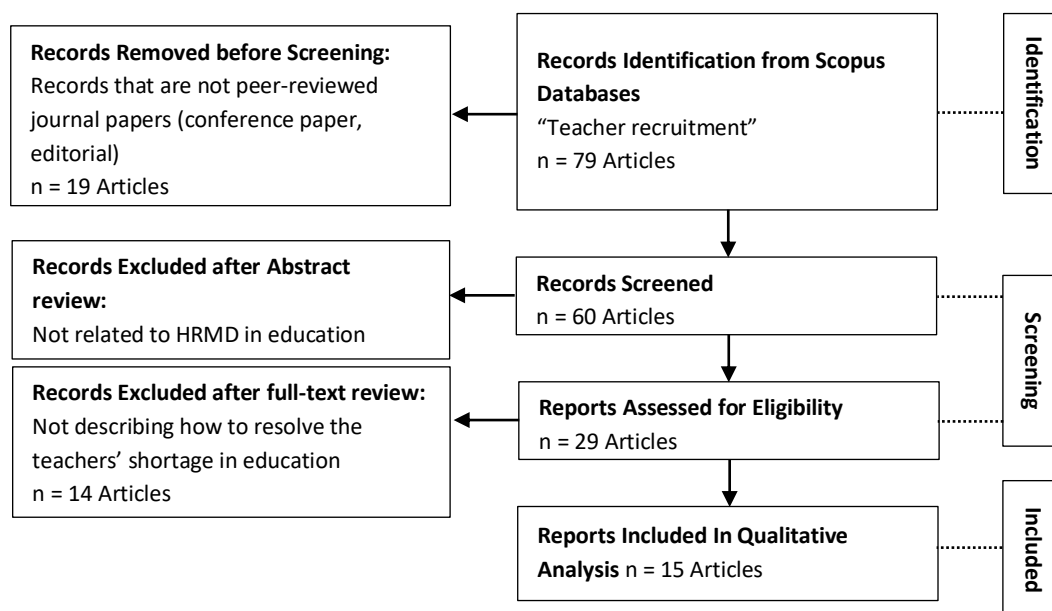 Records Removed before Screening:
Records that are not peer-reviewed
journal papers (conference paper,
editorial)
n = 19 Articles
Records Identification from Scopus
Databases
“Teacher recruitment”
n = 79 Articles
Identification
Records Excluded after Abstract
review:
Not related to HRMD in education
Records Screened
n = 60 Articles
Screening
Records Excluded after full-text review:
Not describing how to resolve the
teachers’ shortage in education
n = 14 Articles
Reports Assessed for Eligibility
n = 29 Articles
Reports Included In Qualitative
Analysis n = 15 Articles
Included